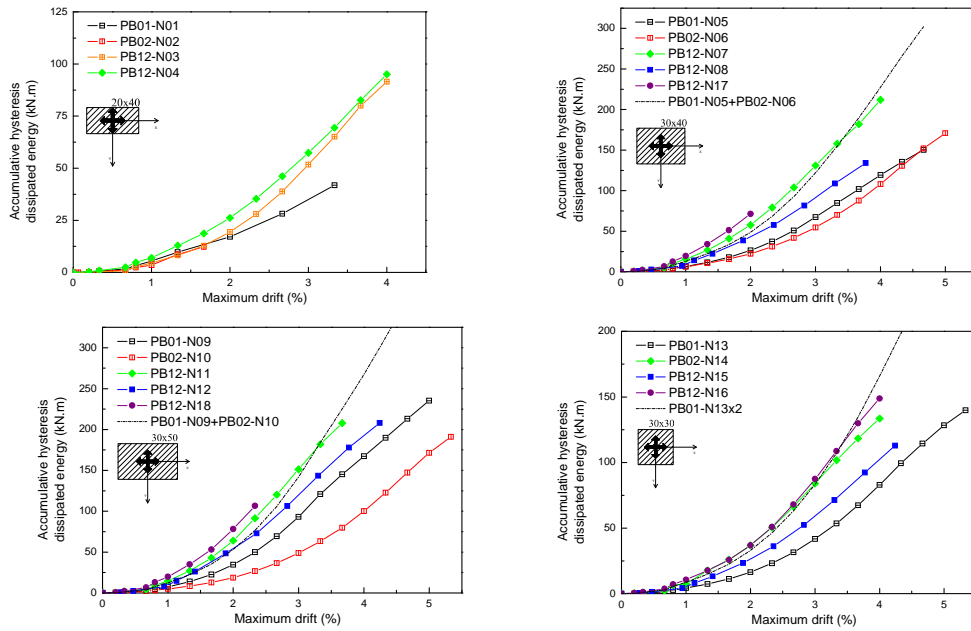 PB01-N01
PB02-N02
PB12-N03
PB12-N04
20x40
Accumulative hysteresis
dissipated energy (kN.m)
125
100
75
50
25
0
0 1 2 3 4
Maximum drift (%)
PB01-N05
PB02-N06
PB12-N07
PB12-N08
PB12-N17
PB01-N05+PB02-N06
30x40
Accumulative hysteresis
dissipated energy (kN.m)
300
250
200
150
100
50
0
0 1 2 3 4 5
Maximum drift (%)
PB01-N09
PB02-N10
PB12-N11
PB12-N12
PB12-N18
PB01-N09+PB02-N10
30x50
Accumulative hysteresis
dissipated energy (kN.m)
300
250
200
150
100
50
0
0 1 2 3 4 5
Maximum drift (%)
PB01-N13
PB02-N14
PB12-N15
PB12-N16
PB01-N13x2
30x30
Accumulative hysteresis
dissipated energy (kN.m)
200
150
100
50
0
0 1 2 3 4 5
Maximum drift (%)